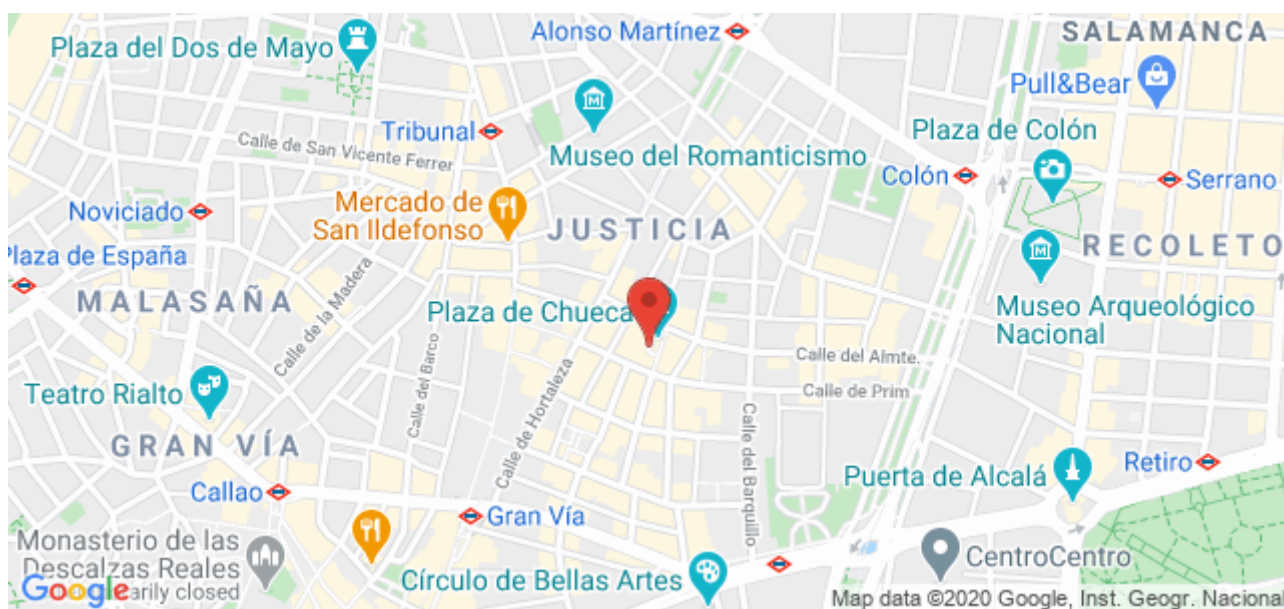 Alonso Martínez
SALAMANCA
Plaza del Dos de Mayo
Pull&Bear
Tribunal
Plaza de Colón
Calle de San Vicente Ferrer
Museo del Romanticismo
Colón
Serrano
Mercado de
San Ildefonso
Noviciado
JUSTICIA
RECOLETO
Plaza de España
MALASAÑA
Calle de la Madera
Plaza de Chueca
Museo Arqueológico
Nacional
Calle del Almte.
Calle de Prim
Calle del Barco
Calle de Hortaleza
Teatro Rialto
Calle del Barquillo
GRAN VÍA
Puerta de Alcalá
Retiro
Callao
Gran Vía
Monasterio de las
Descalzas Reales
arily closed
Círculo de Bellas Artes
CentroCentro
Google
Map data ©2020 Google, Inst. Geogr. Naciona